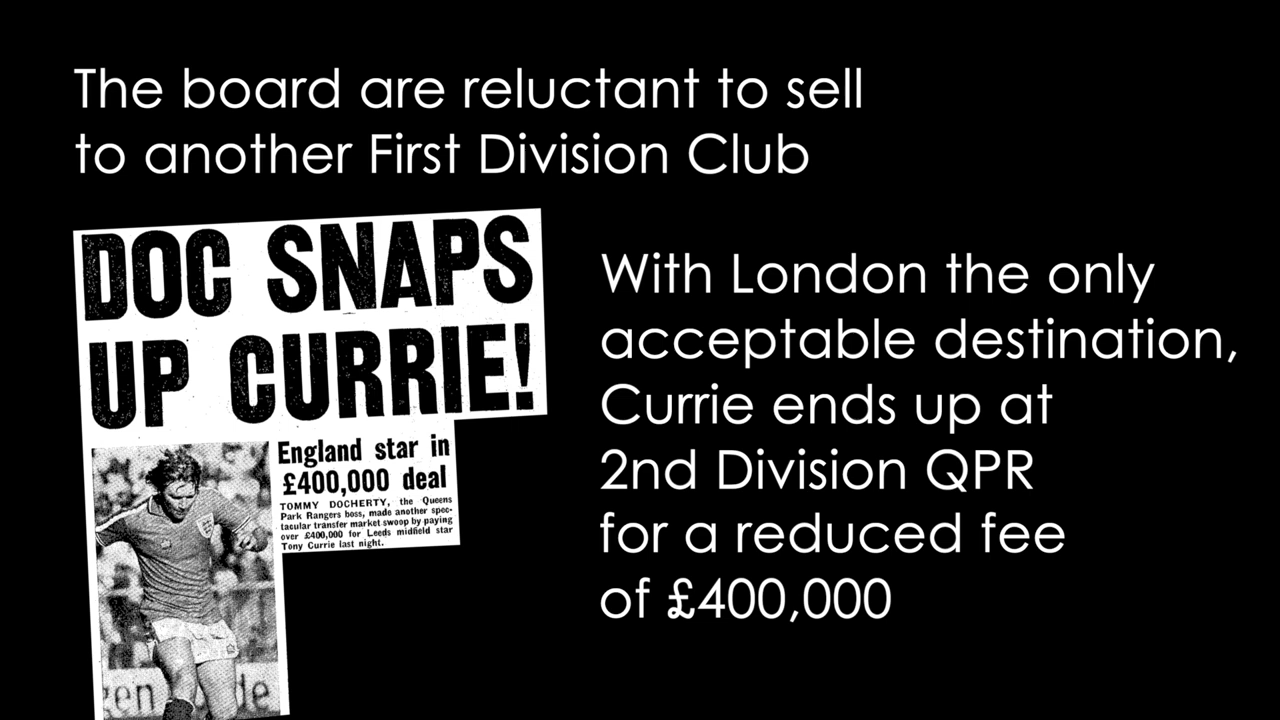 The board are reluctant to sell
to another First Division Club
DOC SNAPS
UP CURRIE!
England star in
£400,000 deal
TOMMY DOCHERTY, the Queens
Park Rangers boss, made another spec-
tacular transfer market swoop by paying
over £400,000 for Leeds midfield star
Tony Currie last night.
With London the only
acceptable destination,
Currie ends up at
2nd Division QPR
for a reduced fee
of £400,000
gen
de